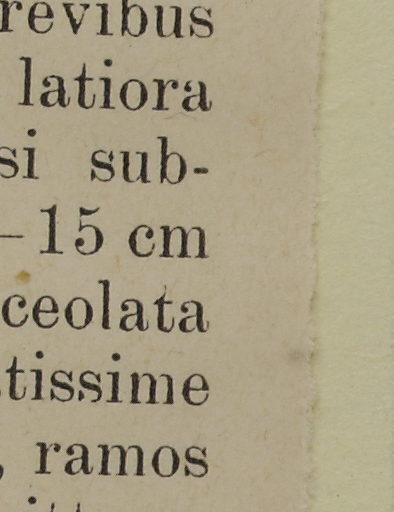 revibus
latiora
si sub-
–15 cm
ceolata
tissime
, ramos